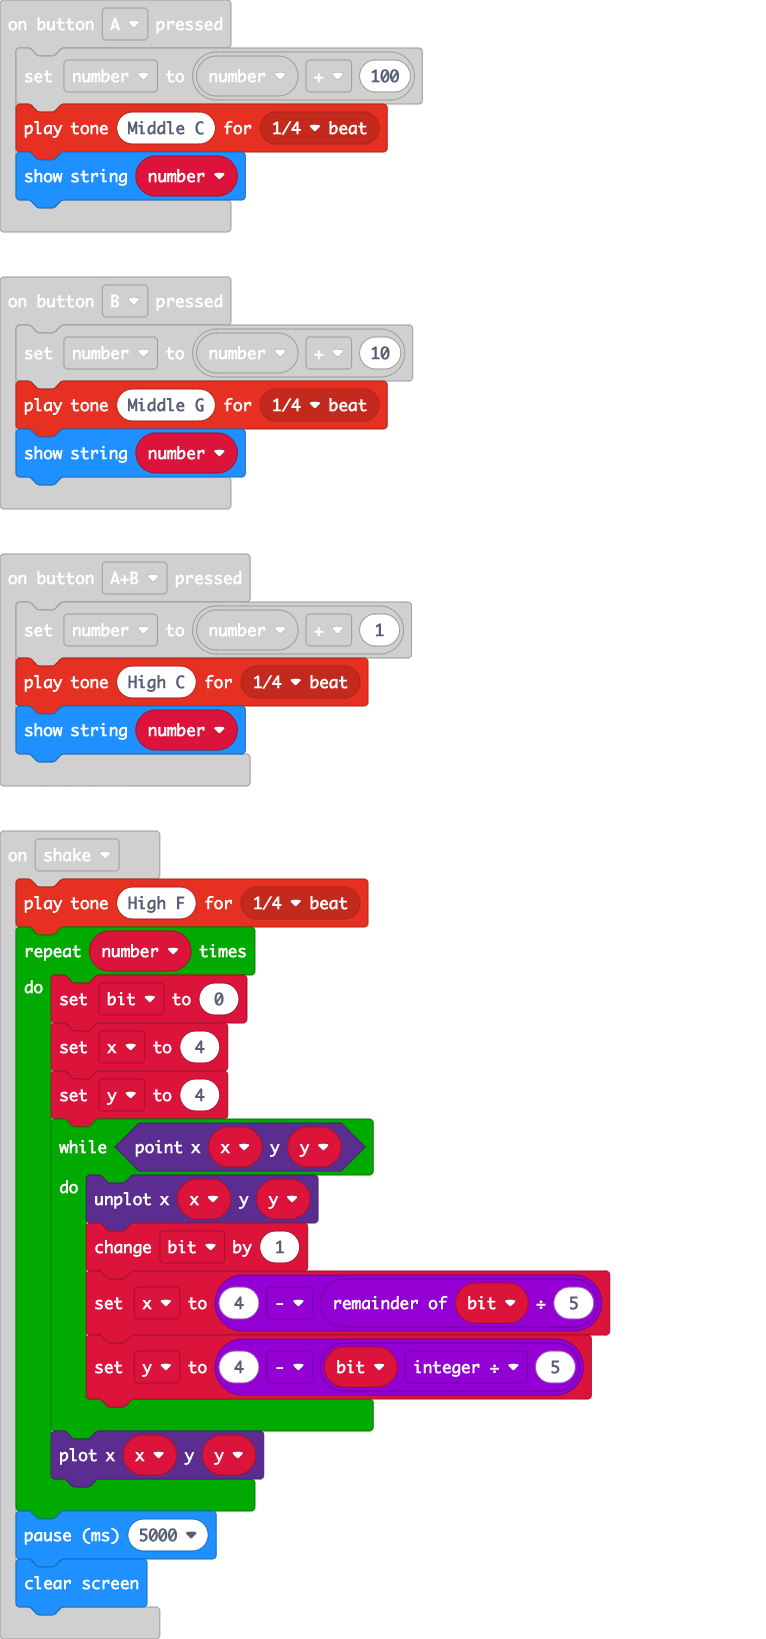 on button A pressed
set number to number + 100
play tone Middle C for 1/4 beat
show string number
on button B pressed
set number to number + 10
play tone Middle G for 1/4 beat
show string number
on button A+B pressed
set number to number + 1
play tone High C for 1/4 beat
show string number
on shake
play tone High F for 1/4 beat
repeat number times
do set bit to 0
set x to 4
set y to 4
while point x x y y
do unplot x x y y
change bit by 1
set x to 4 - remainder of bit ÷ 5
set y to 4 - bit integer ÷ 5
plot x x y y
pause (ms) 5000
clear screen